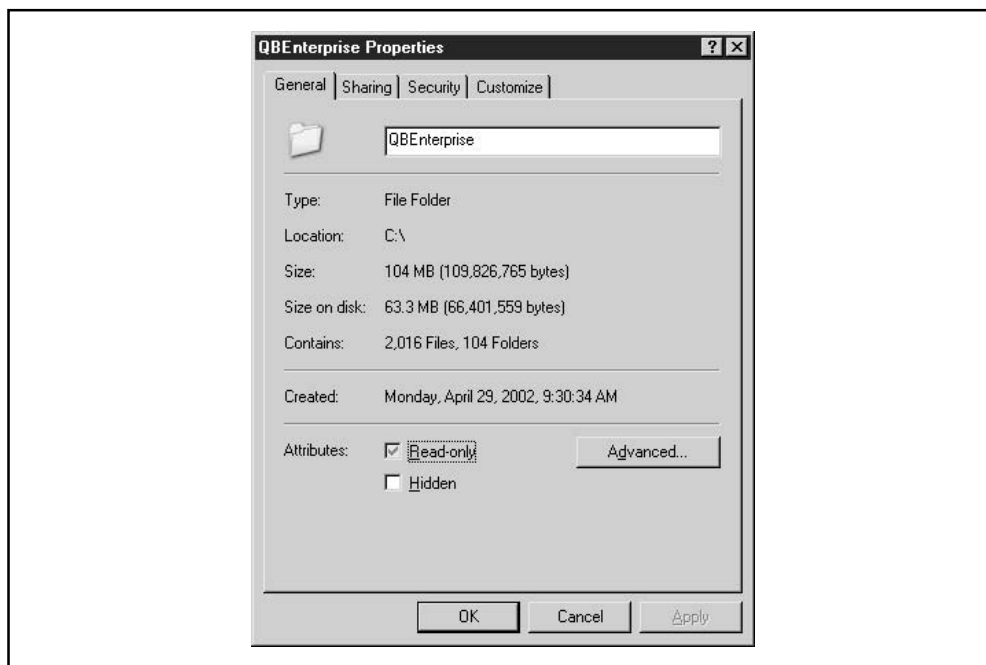 QBEnterprise Properties
General Sharing Security Customize
QBEnterprise
Type: File Folder
Location: C:\
Size: 104 MB (109,826,765 bytes)
Size on disk: 63.3 MB (66,401,559 bytes)
Contains: 2,016 Files, 104 Folders
Created: Monday, April 29, 2002, 9:30:34 AM
Attributes: Read-only Advanced...
Hidden
OK Cancel Apply